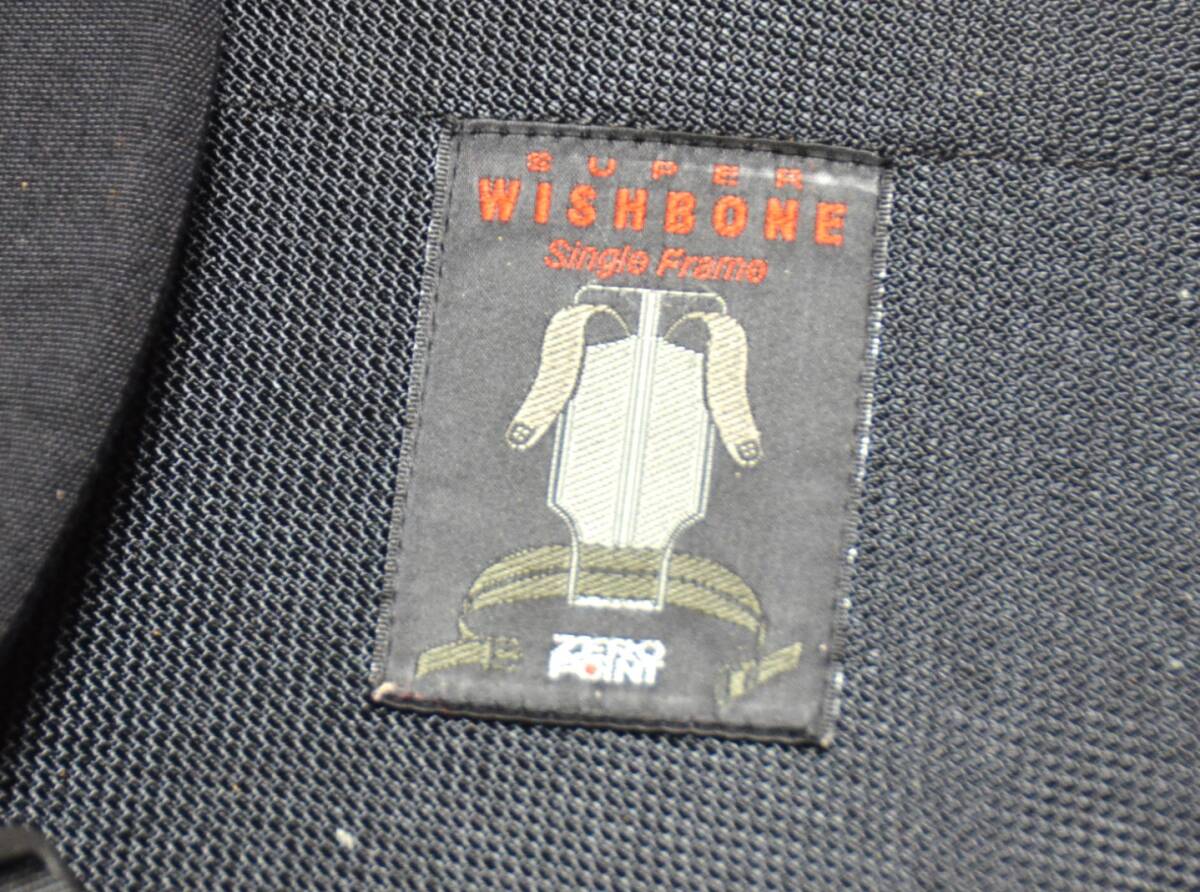 SUPER
WISHBONE
Single Frame
ZERO
POINT